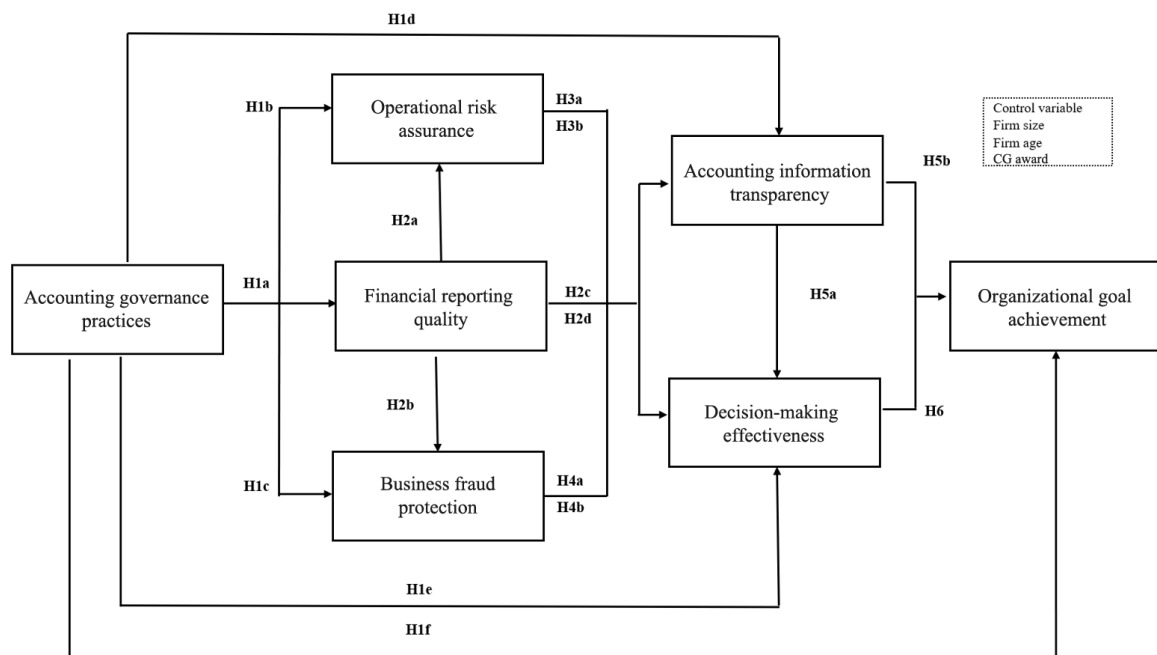 H1d
Control variable
Firm size
Firm age
CG award
H1b
Operational risk
assurance
H3a
H3b
Accounting information
transparency
H5b
H2a
Accounting governance
practices
H1a
Financial reporting
quality
H2c
H2d
H5a
Organizational goal
achievement
H2b
Decision-making
effectiveness
H6
H1c
Business fraud
protection
H4a
H4b
H1e
H1f